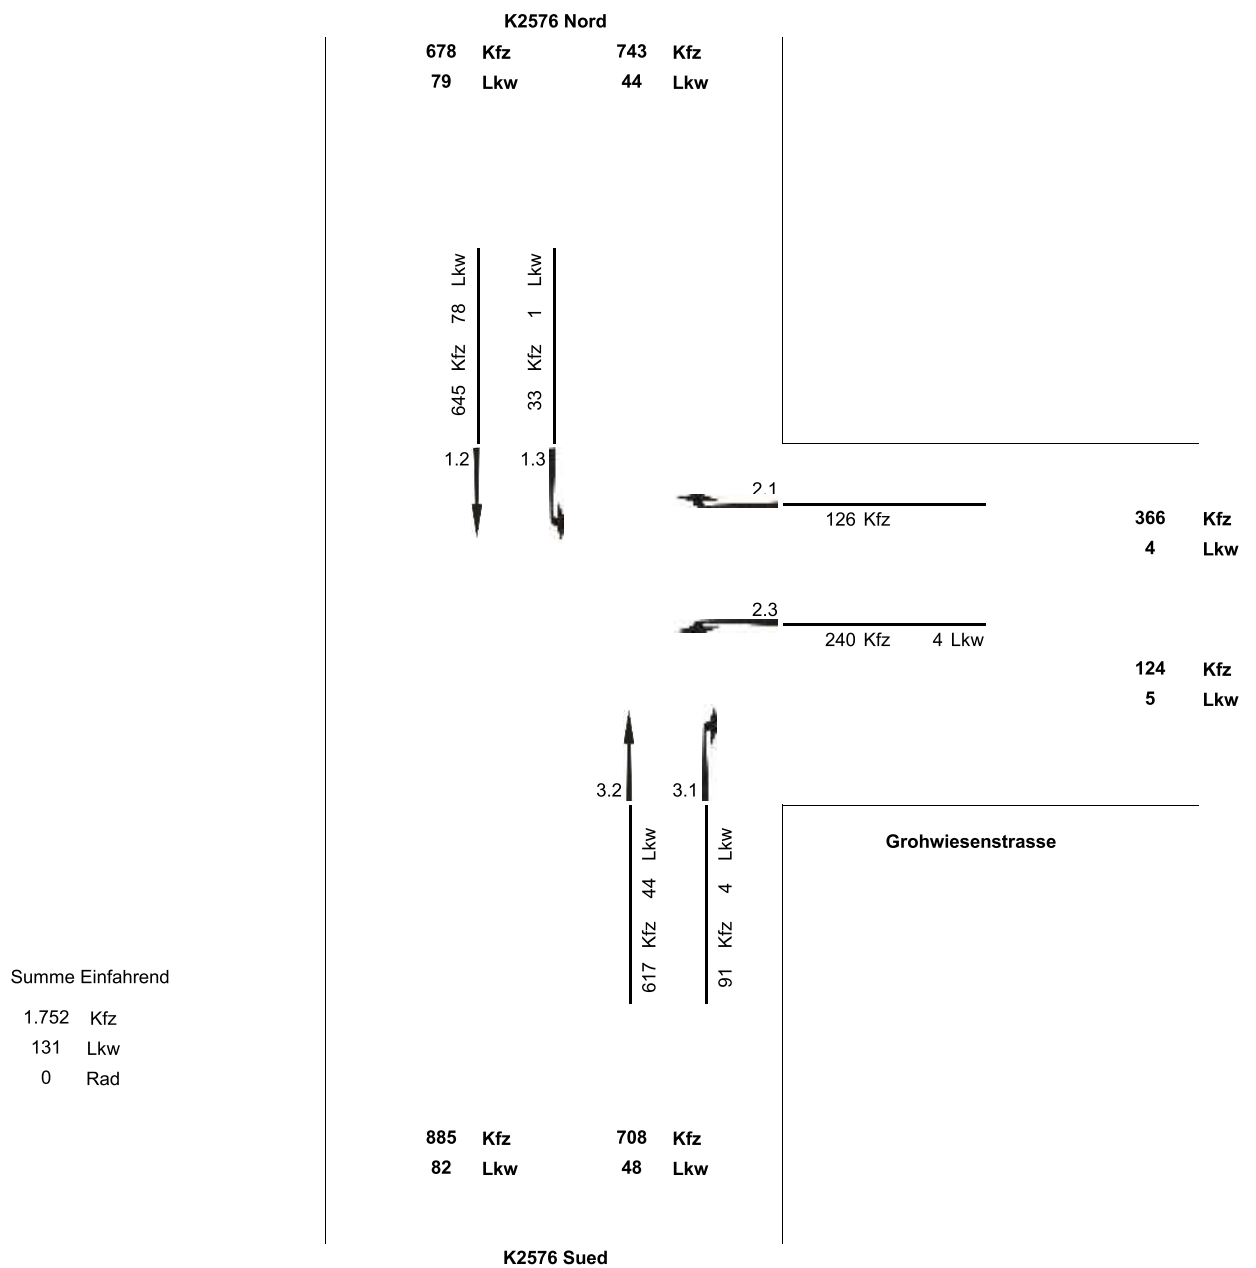 K2576 Nord
678 Kfz 743 Kfz
79 Lkw 44 Lkw
645 Kfz 78 Lkw
33 Kfz 1 Lkw
1.2
1.3
2.1
126 Kfz
366 Kfz
4 Lkw
2.3
240 Kfz 4 Lkw
124 Kfz
5 Lkw
3.2
3.1
617 Kfz 44 Lkw
91 Kfz 4 Lkw
Grohwiesenstrasse
Summe Einfahrend
1.752 Kfz
131 Lkw
0 Rad
885 Kfz 708 Kfz
82 Lkw 48 Lkw
K2576 Sued